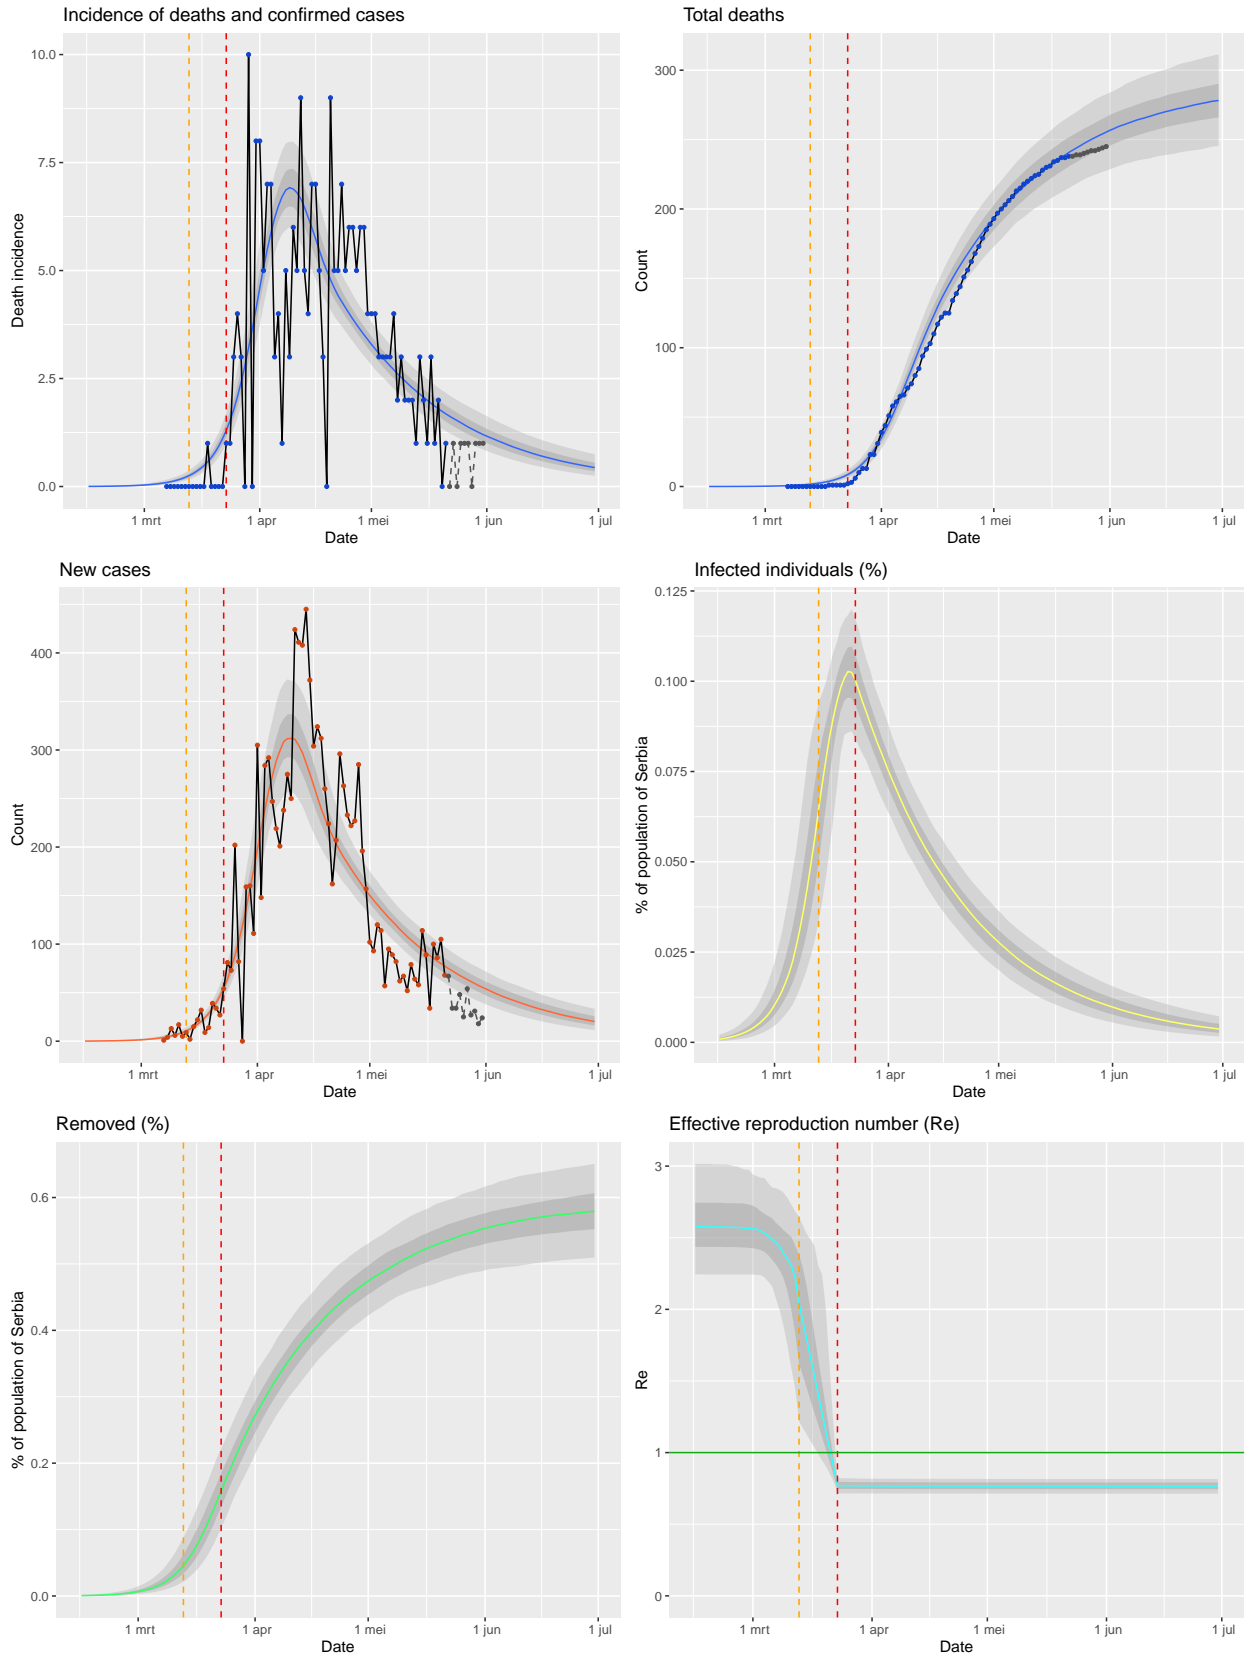 Incidence of deaths and confirmed cases
Death incidence
10.0
7.5
5.0
2.5
0.0
1 mrt
1 apr
1 mei
1 jun
1 jul
Date
Total deaths
Count
300
200
100
0
1 mrt
1 apr
1 mei
1 jun
1 jul
Date
New cases
Count
400
300
200
100
0
1 mrt
1 apr
1 mei
1 jun
1 jul
Date
Infected individuals (%)
% of population of Serbia
0.125
0.100
0.075
0.050
0.025
0.000
1 mrt
1 apr
1 mei
1 jun
1 jul
Date
Removed (%)
% of population of Serbia
0.6
0.4
0.2
0.0
1 mrt
1 apr
1 mei
1 jun
1 jul
Date
Effective reproduction number (Re)
Re
3
2
1
0
1 mrt
1 apr
1 mei
1 jun
1 jul
Date